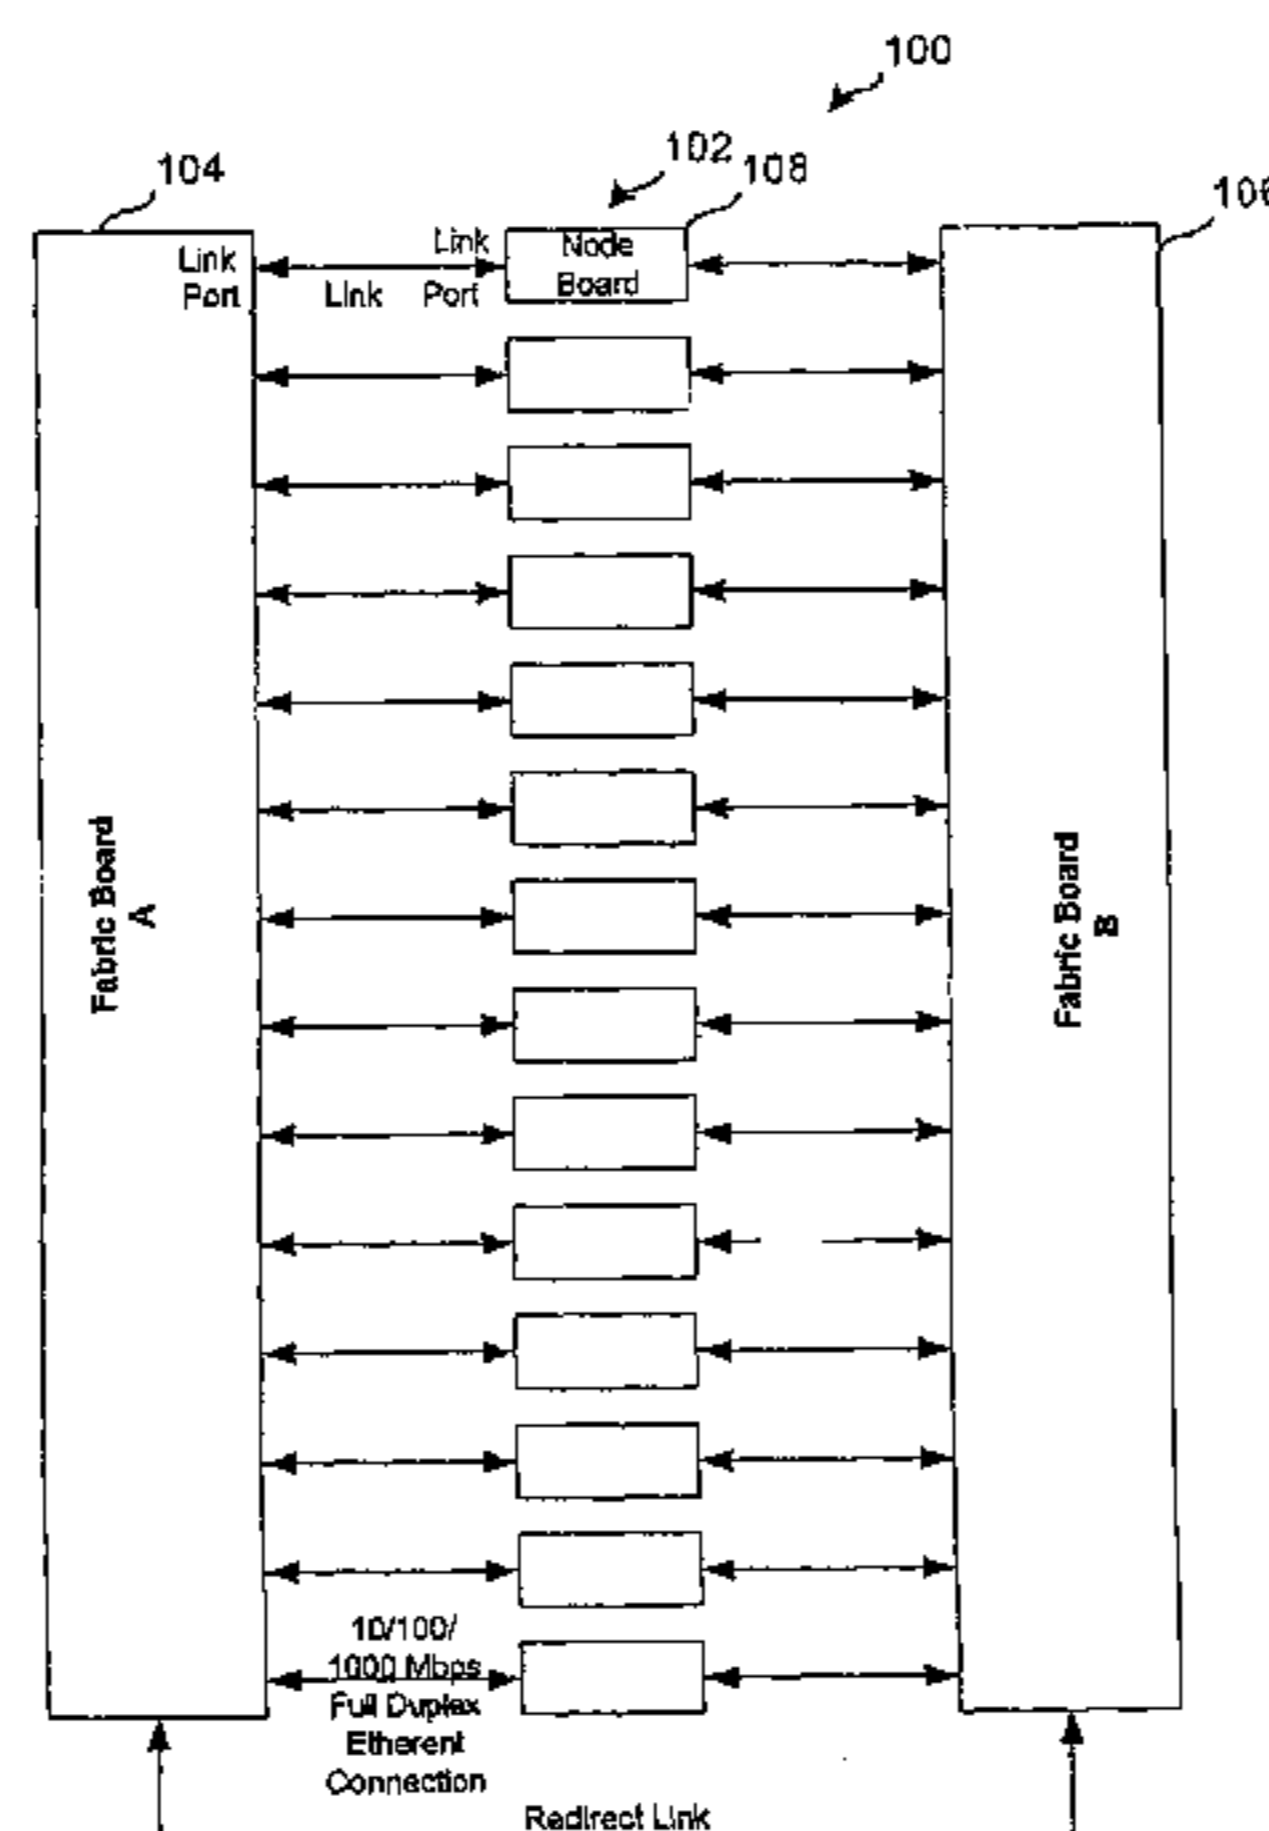 100
102
108
104
106
Link
Port
Link
Link
Port
Node
Board
Fabric Board
A
Fabric Board
B
10/100/
1000 Mbps
Full Duplex
Etherent
Connection
Redirect Link